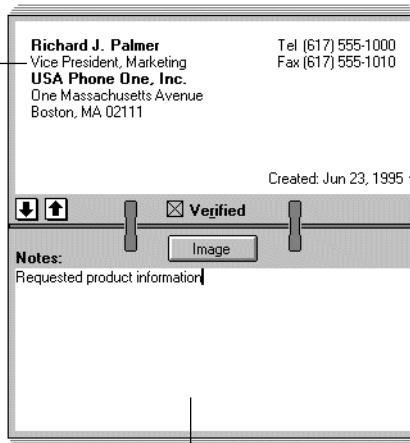 Richard J. Palmer Tel (617) 555-1000
Vice President, Marketing Fax (617) 555-1010
USA Phone One, Inc.
One Massachusetts Avenue
Boston, MA 02111
Created: Jun 23, 1995
Verified
Image
Notes:
Requested product information